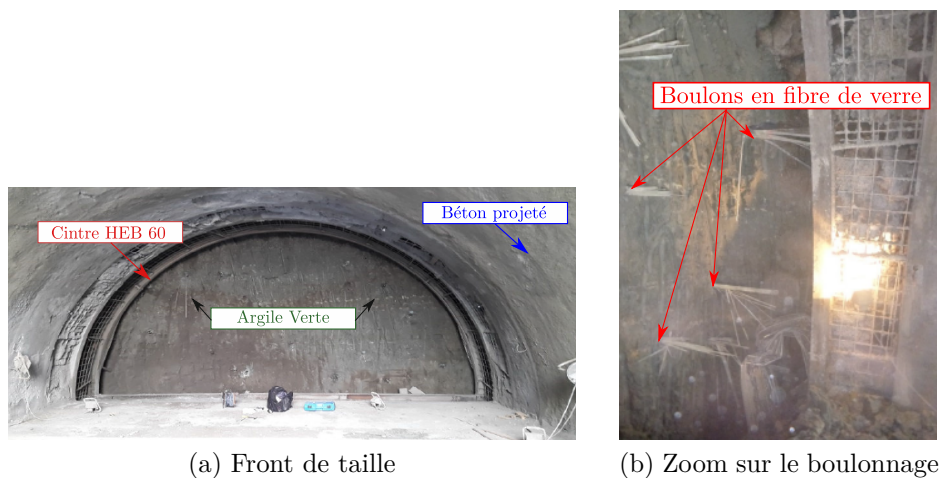 Cintre HEB 60
Béton projeté
Argile Verte
(a) Front de taille
Boulons en fibre de verre
(b) Zoom sur le boulonnage